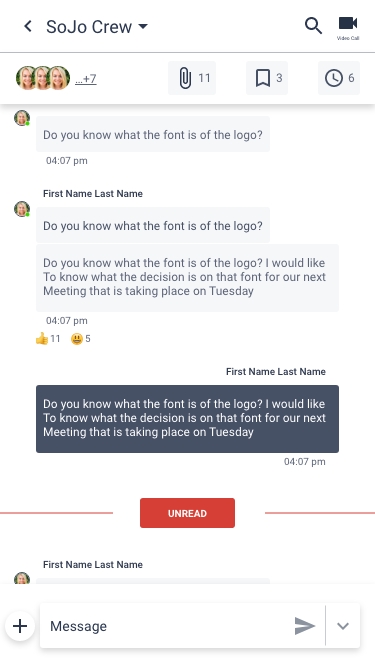 SoJo Crew
Video Call
...+7
11
3
6
Do you know what the font is of the logo?
04:07 pm
First Name Last Name
Do you know what the font is of the logo?
Do you know what the font is of the logo? I would like
To know what the decision is on that font for our next
Meeting that is taking place on Tuesday
04:07 pm
11
5
First Name Last Name
Do you know what the font is of the logo? I would like
To know what the decision is on that font for our next
Meeting that is taking place on Tuesday
04:07 pm
UNREAD
First Name Last Name
Message